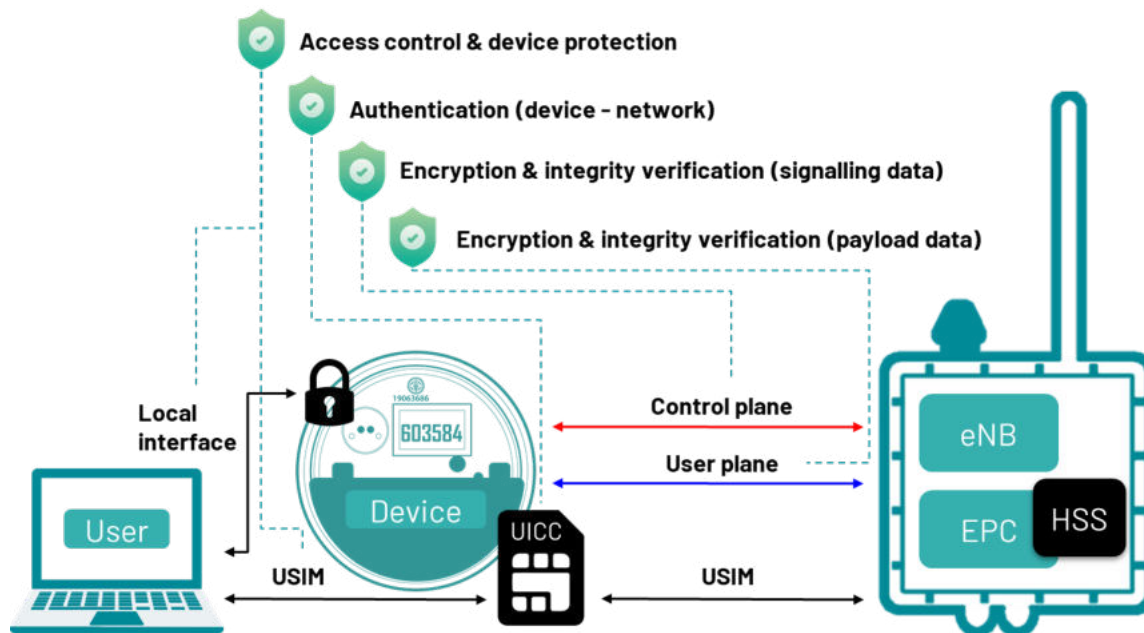 Access control & device protection
Authentication (device - network)
Encryption & integrity verification (signalling data)
Encryption & integrity verification (payload data)
19063686
603584
Local
interface
Control plane
User plane
eNB
EPC
HSS
User
Device
UICC
USIM
USIM